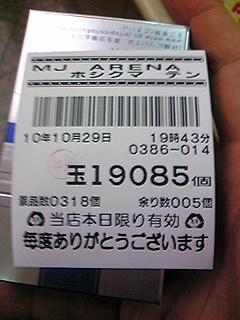 MJ ARENA
ホシクマ テン
10年10月29日 19時43分
0386-014
玉19085個
景品数0318個 余り数005個
当店本日限り有効
毎度ありがとうございます